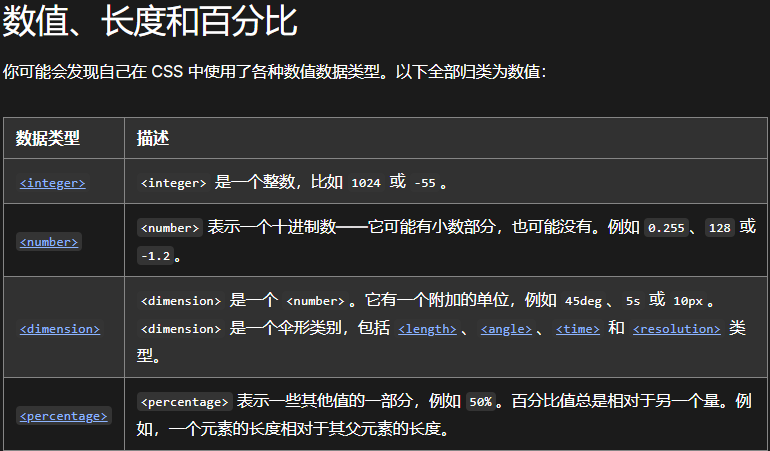 数值、长度和百分比
你可能会发现自己在 CSS 中使用了各种数值数据类型。以下全部归类为数值：
数据类型 描述
<integer> <integer> 是一个整数，比如 1024 或 -55。
<number> <number> 表示一个十进制数——它可能有小数部分，也可能没有。例如 0.255、128 或
-1.2。
<dimension> 是一个 <number>。它有一个附加的单位，例如 45deg、5s 或 10px。
<dimension> <dimension> 是一个伞形类别，包括 <length>、<angle>、<time> 和 <resolution> 类
型。
<percentage> <percentage> 表示一些其他值的一部分，例如 50%。百分比值总是相对于另一个量。例
如，一个元素的长度相对于其父元素的长度。